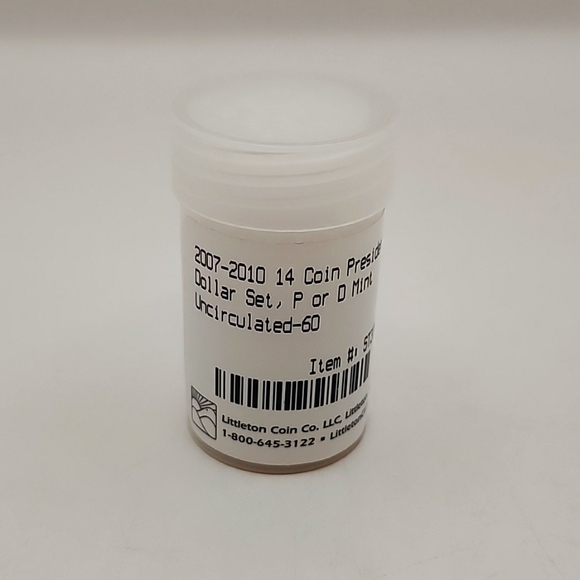 2007-2010 14 Coin Preside
Dollar Set, P or D Mint
Uncirculated-60
Item #:
Littleton Coin Co. LLC,
1-800-645-3122 •